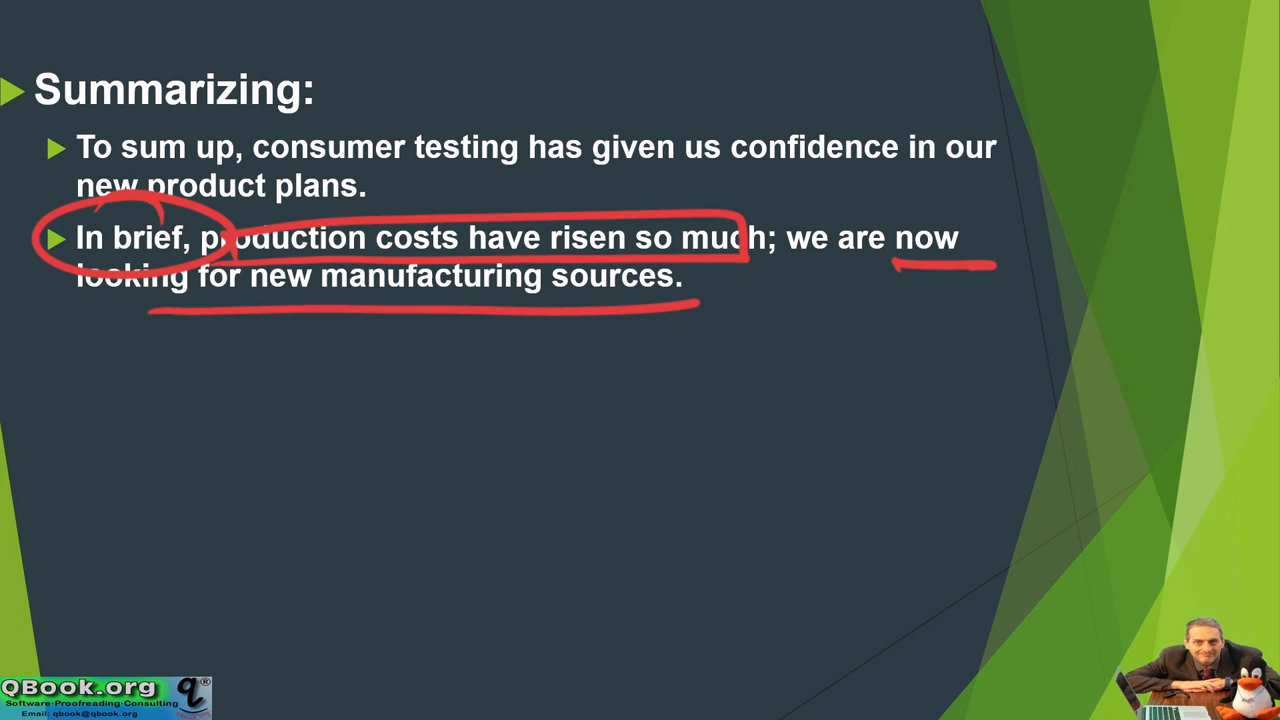 Summarizing:
To sum up, consumer testing has given us confidence in our
new product plans.
In brief, production costs have risen so much; we are now
looking for new manufacturing sources.
QBook.org
q®
Software·Proofreading·Consulting
Email: qbook@qbook.org